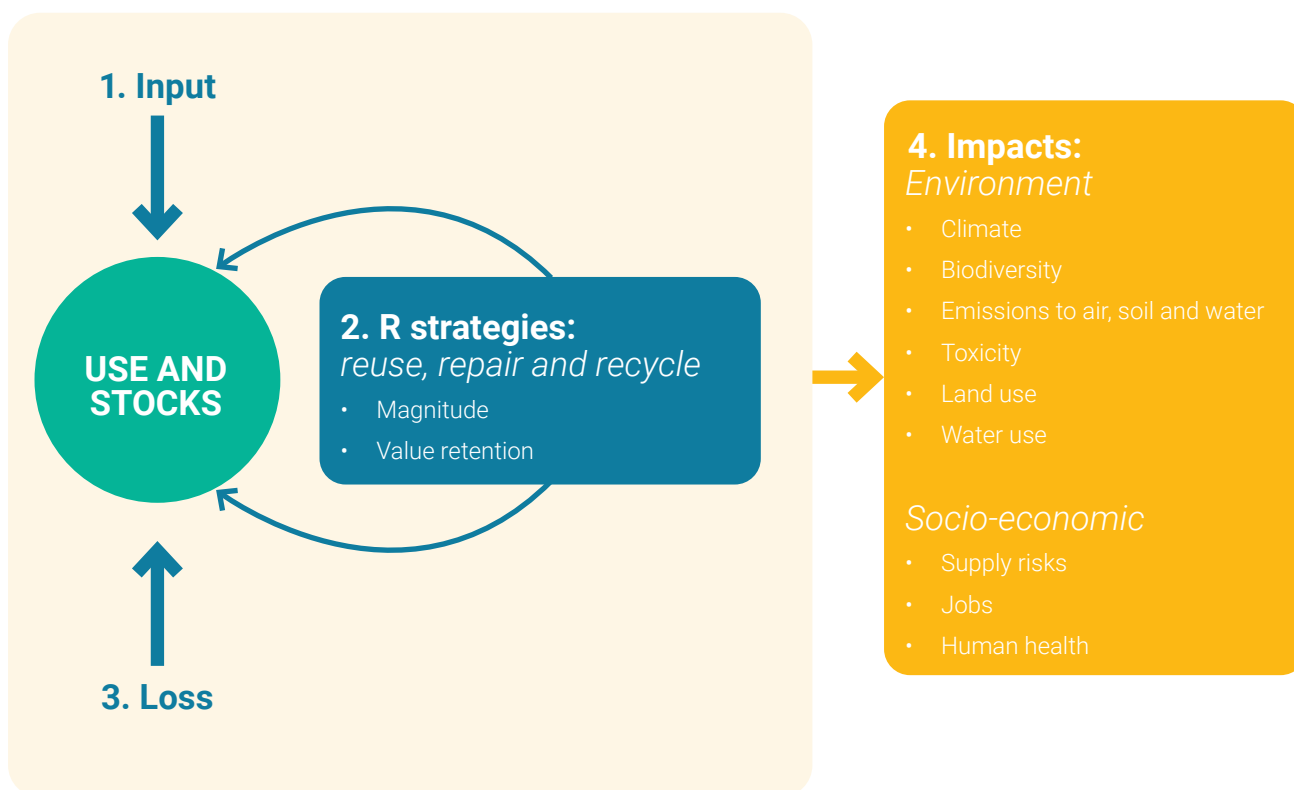 1. Input
USE AND
STOCKS
2. R strategies:
reuse, repair and recycle
• Magnitude
• Value retention
3. Loss
4. Impacts:
Environment
• Climate
• Biodiversity
• Emissions to air, soil and water
• Toxicity
• Land use
• Water use
Socio-economic
• Supply risks
• Jobs
• Human health